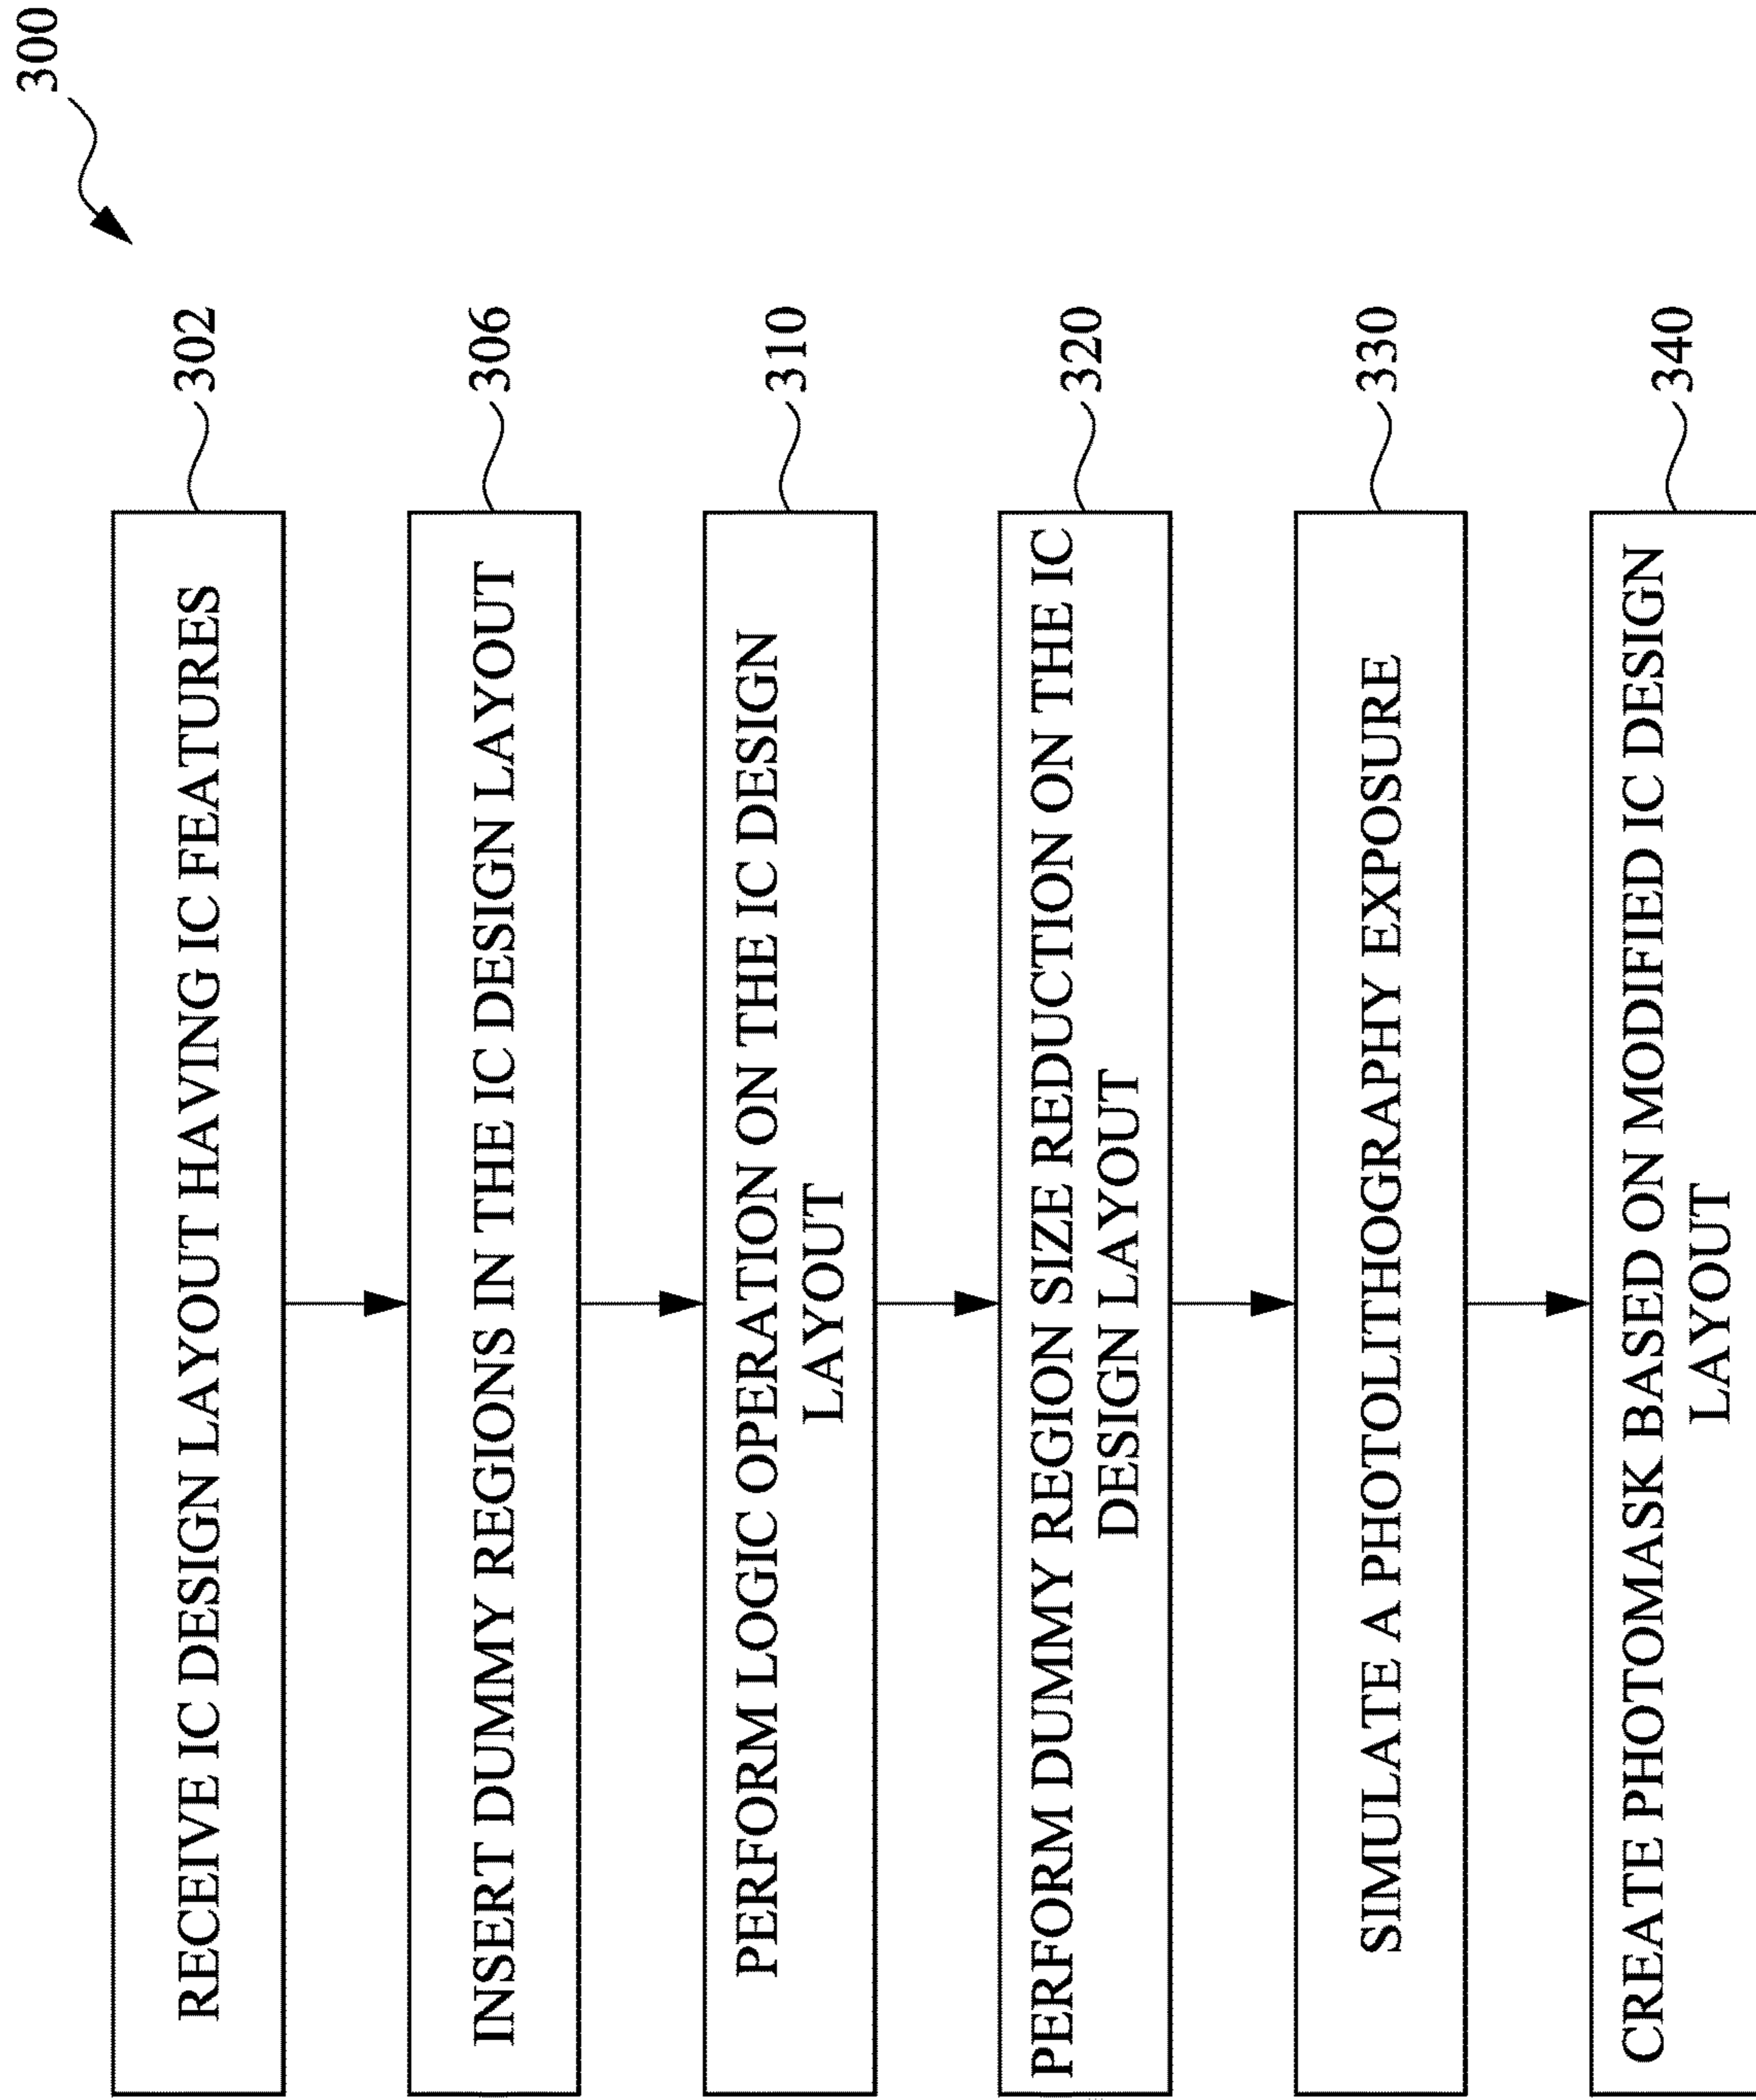 300
RECEIVE IC DESIGN LAYOUT HAVING IC FEATURES
302
INSERT DUMMY REGIONS IN THE IC DESIGN LAYOUT
306
PERFORM LOGIC OPERATION ON THE IC DESIGN
LAYOUT
310
PERFORM DUMMY REGION SIZE REDUCTION ON THE IC
DESIGN LAYOUT
320
SIMULATE A PHOTOLITHOGRAPHY EXPOSURE
330
CREATE PHOTOMASK BASED ON MODIFIED IC DESIGN
LAYOUT
340